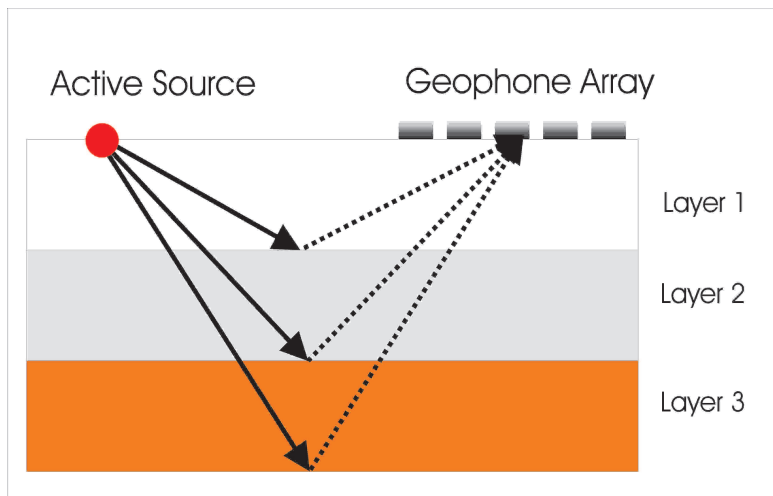 Active Source
Geophone Array
Layer 1
Layer 2
Layer 3